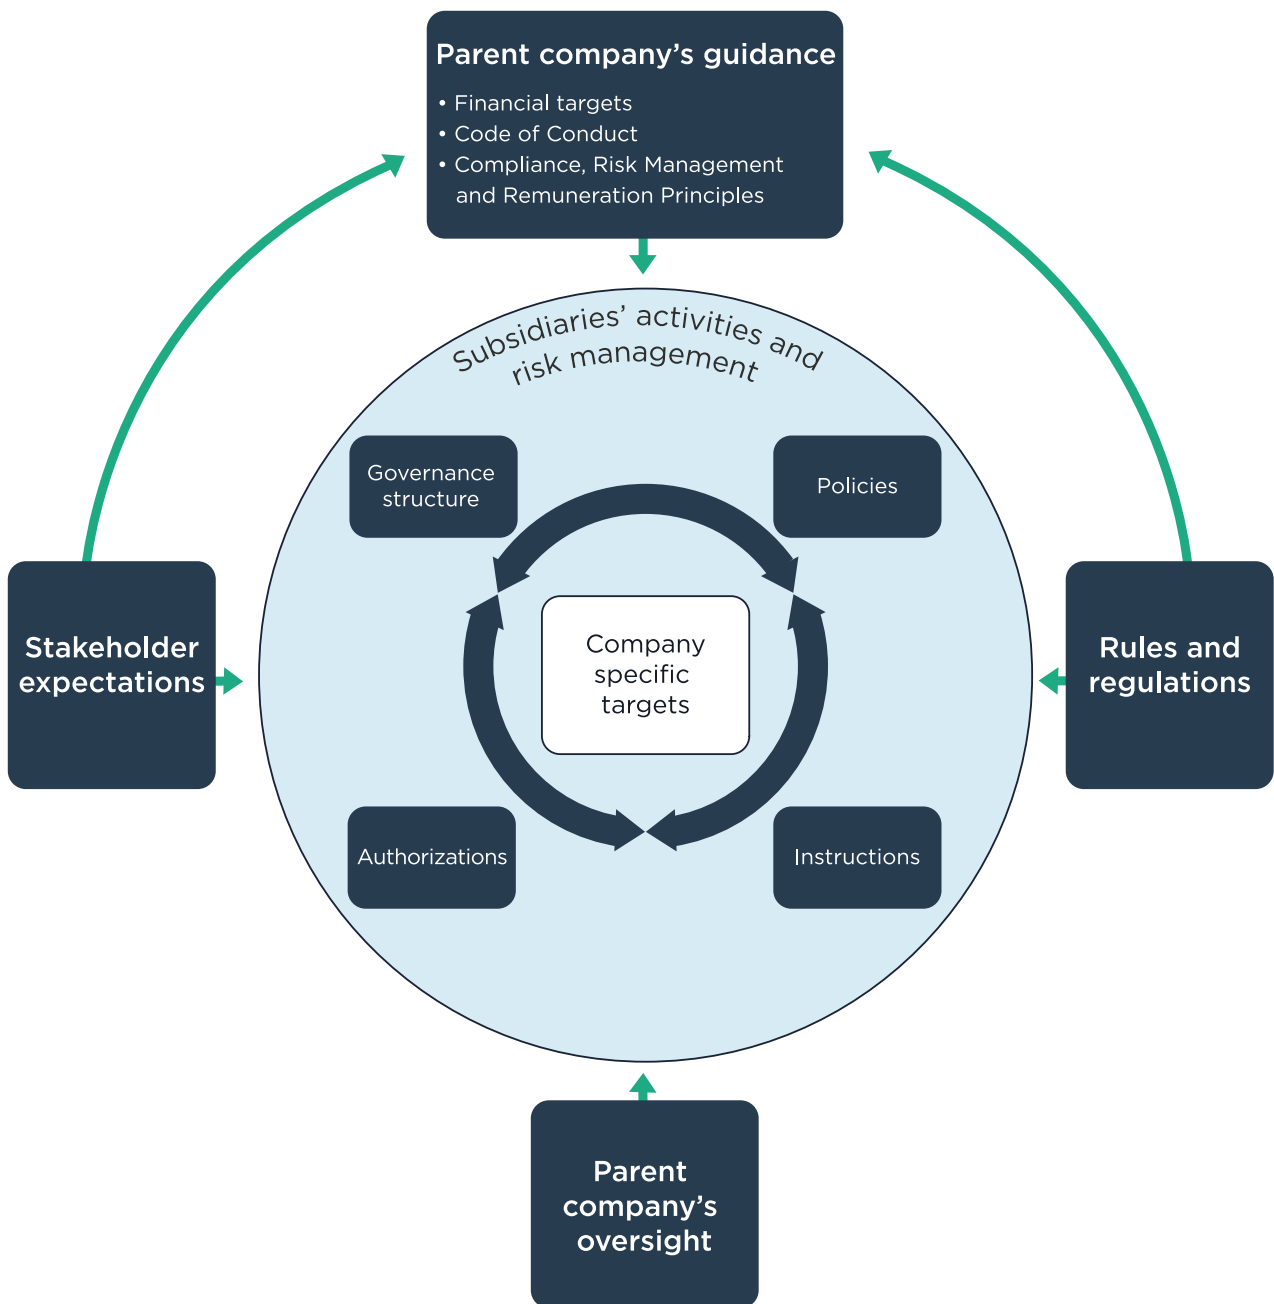 Parent company’s guidance
• Financial targets
• Code of Conduct
• Compliance, Risk Management
and Remuneration Principles
Subsidiaries’ activities and
risk management
Governance
structure
Policies
Stakeholder
expectations
Company
specific
targets
Rules and
regulations
Authorizations
Instructions
Parent
company’s
oversight